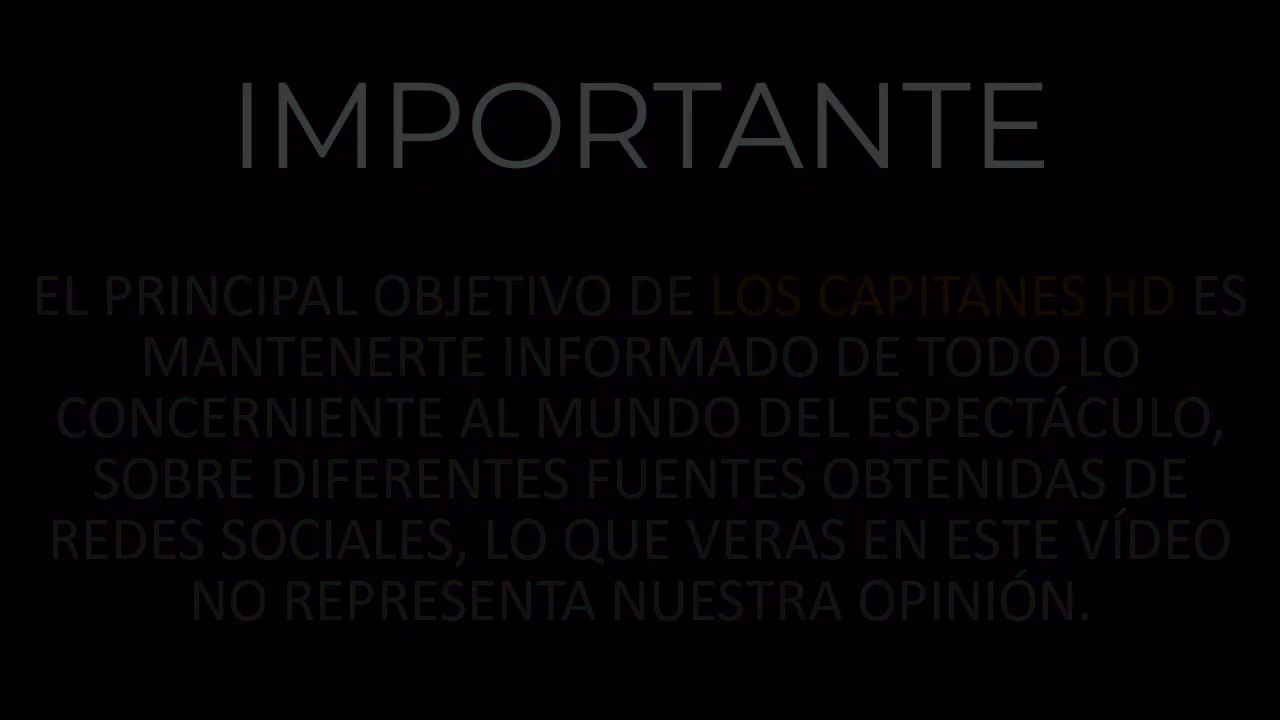 IMPORTANTE
EL PRINCIPAL OBJETIVO DE LOS CAPITANES HD ES
MANTENERTE INFORMADO DE TODO LO
CONCERNIENTE AL MUNDO DEL ESPECTÁCULO,
SOBRE DIFERENTES FUENTES OBTENIDAS DE
REDES SOCIALES, LO QUE VERAS EN ESTE VÍDEO
NO REPRESENTA NUESTRA OPINIÓN.